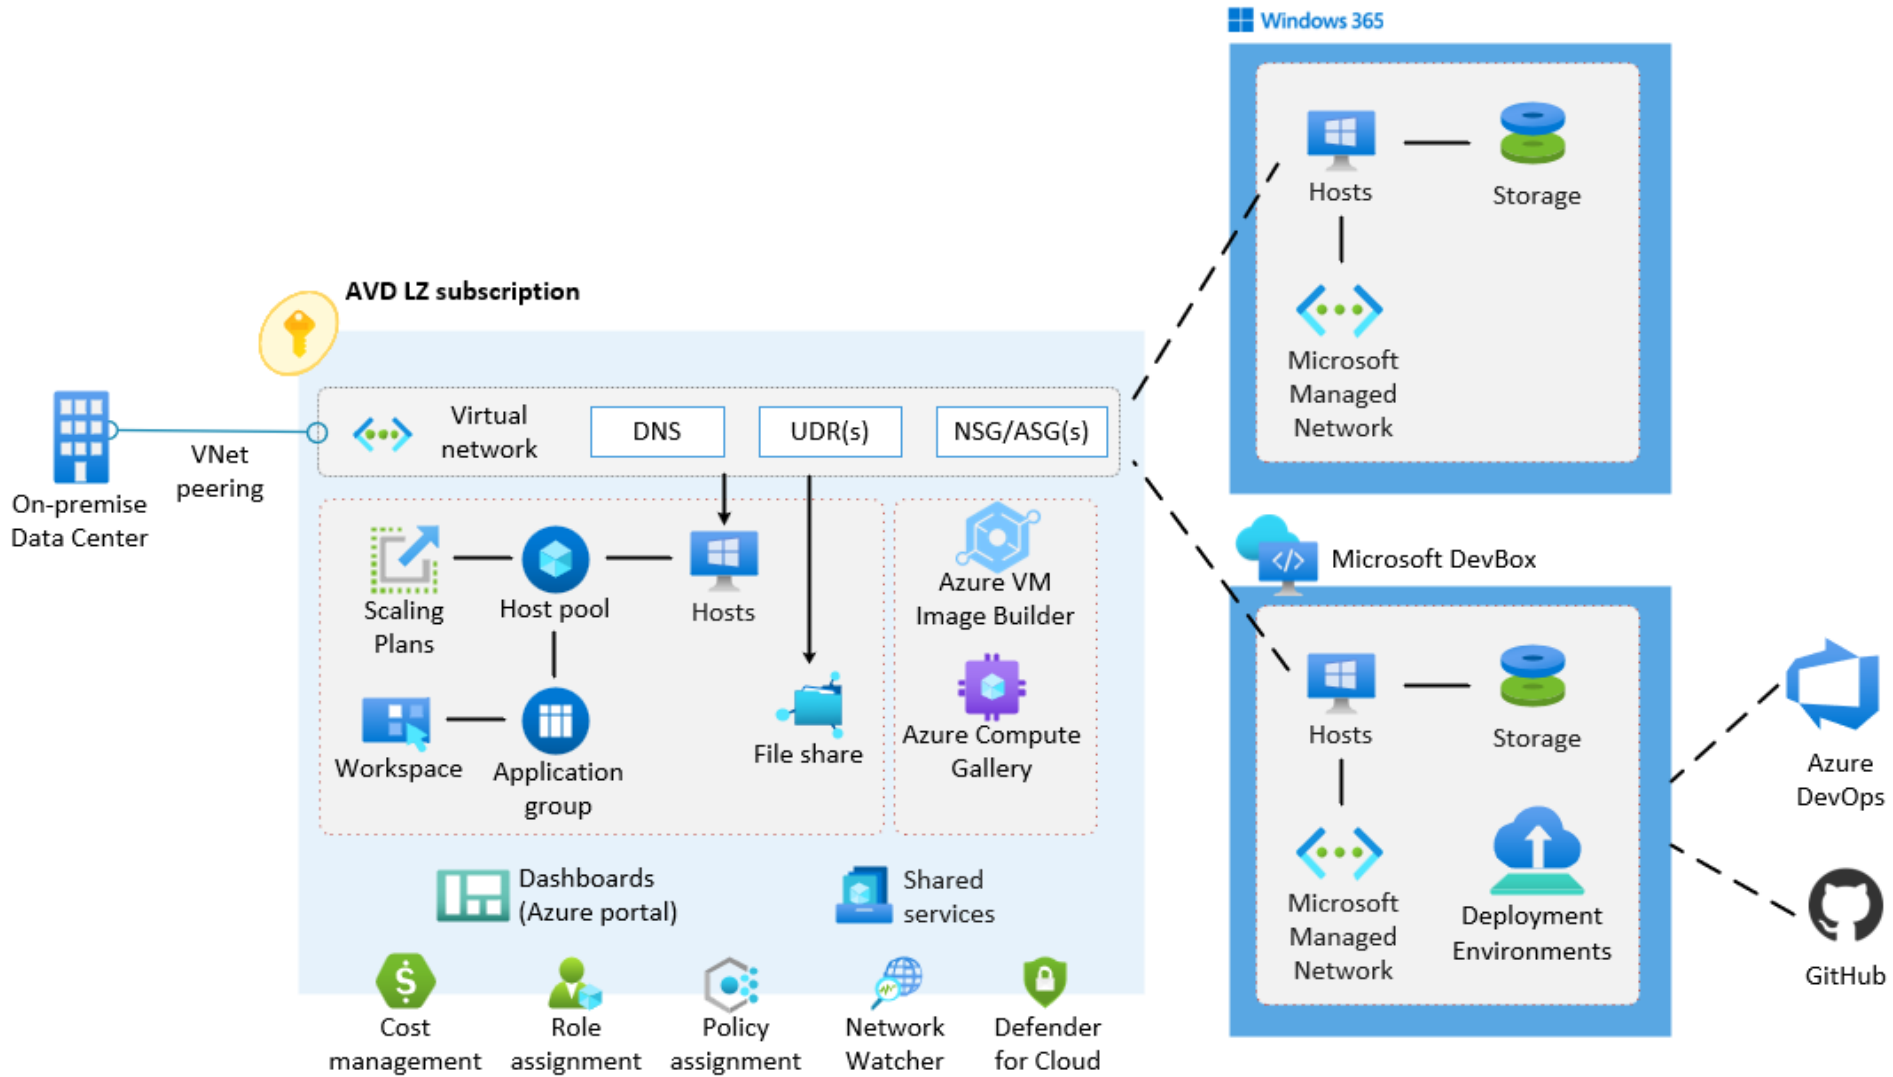 Windows 365
Hosts
Storage
Microsoft
Managed
Network
AVD LZ subscription
On-premise
Data Center
VNet
peering
Virtual
network
DNS
UDR(s)
NSG/ASG(s)
Scaling
Plans
Host pool
Hosts
Workspace
Application
group
File share
Azure VM
Image Builder
Azure Compute
Gallery
Dashboards
(Azure portal)
Shared
services
Cost
management
Role
assignment
Policy
assignment
Network
Watcher
Defender
for Cloud
Microsoft DevBox
Hosts
Storage
Microsoft
Managed
Network
Deployment
Environments
Azure
DevOps
GitHub